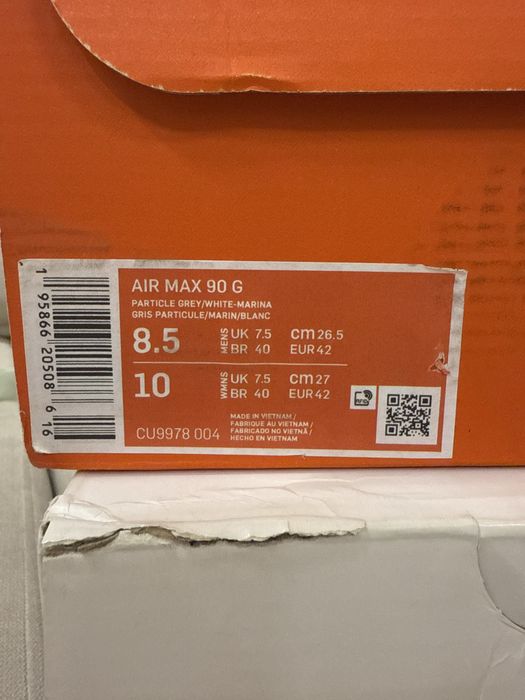 AIR MAX 90 G
PARTICLE GREY/WHITE-MARINA
GRIS PARTICULE/MARIN/BLANC
8.5 MENS UK 7.5 cm 26.5
BR 40 EUR 42
10 WMNS UK 7.5 cm 27
BR 40 EUR 42
CU9978 004
MADE IN VIETNAM /
FABRIQUE AU VIETNAM /
FABRICADO NO VIETNÃ /
HECHO EN VIETNAM
1 95866 20508 6 16